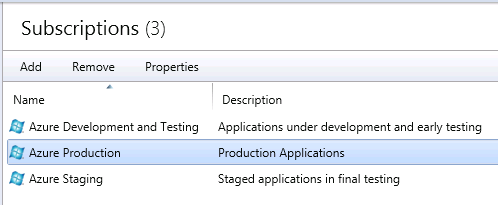 Subscriptions (3)
Add Remove Properties
Name Description
Azure Development and Testing Applications under development and early testing
Azure Production Production Applications
Azure Staging Staged applications in final testing